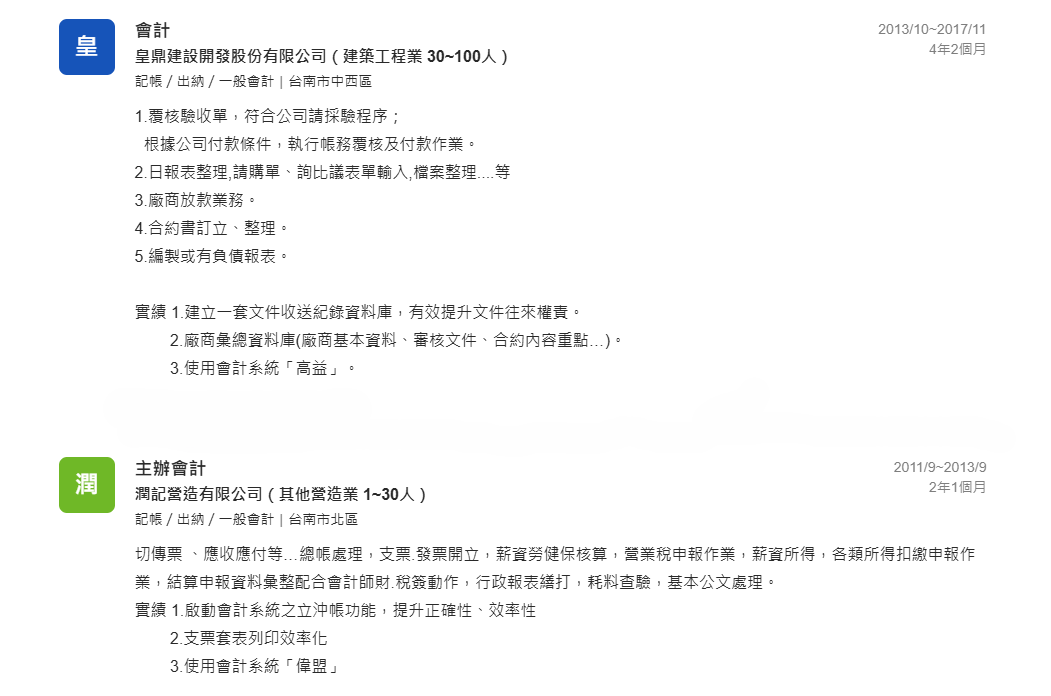 皇
會計
2013/10~2017/11
皇鼎建設開發股份有限公司（建築工程業 30~100人）
4年2個月
記帳／出納／一般會計｜台南市中西區
1.覆核驗收單，符合公司請採驗程序；
根據公司付款條件，執行帳務覆核及付款作業。
2.日報表整理,請購單、詢比議表單輸入,檔案整理....等
3.廠商放款業務。
4.合約書訂立、整理。
5.編製或有負債報表。
實績 1.建立一套文件收送紀錄資料庫，有效提升文件往來權責。
2.廠商彙總資料庫(廠商基本資料、審核文件、合約內容重點...)。
3.使用會計系統「高益」。
潤
主辦會計
2011/9~2013/9
潤記營造有限公司（其他營造業 1~30人）
2年1個月
記帳／出納／一般會計｜台南市北區
切傳票 、應收應付等...總帳處理，支票.發票開立，薪資勞健保核算，營業稅申報作業，薪資所得，各類所得扣繳申報作
業，結算申報資料彙整配合會計師財.稅簽動作，行政報表繕打，耗料查驗，基本公文處理。
實績 1.啟動會計系統之立沖帳功能，提升正確性、效率性
2.支票套表列印效率化
3.使用會計系統「偉盟」